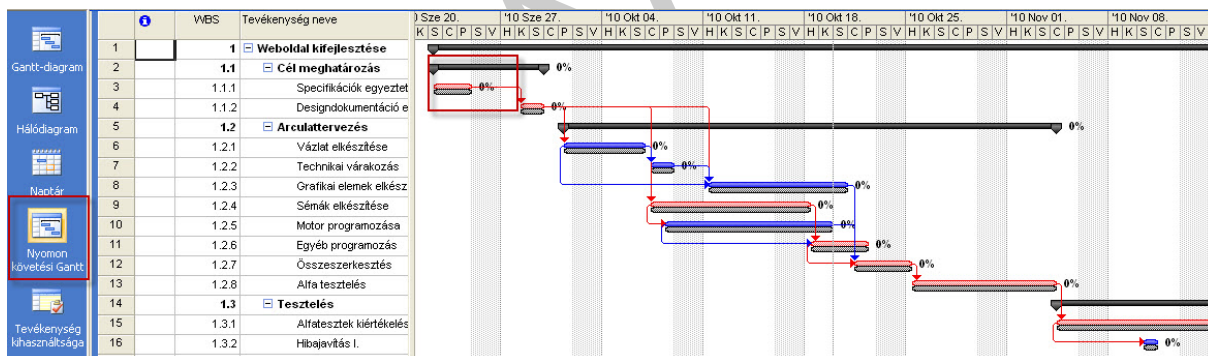 WBS Tevékenység neve
) Sze 20. '10 Sze 27. '10 Okt 04. '10 Okt 11. '10 Okt 18. '10 Okt 25. '10 Nov 01. '10 Nov 08.
K S C P S V H K S C P S V H K S C P S V H K S C P S V H K S C P S V H K S C P S V H K S C P S V H K S C P S V
Gantt-diagram
Hálódiagram
Naptár
Nyomon
követési Gantt
Tevékenység
kihasználtsága
1 1 Weboldal kifejlesztése
2 1.1 Cél meghatározás 0%
3 1.1.1 Specifikációk egyeztet 0%
4 1.1.2 Designdokumentáció e 0%
5 1.2 Arculattervezés 0%
6 1.2.1 Vázlat elkészítése 0%
7 1.2.2 Technikai várakozás 0%
8 1.2.3 Grafikai elemek elkész 0%
9 1.2.4 Sémák elkészítése 0%
10 1.2.5 Motor programozása 0%
11 1.2.6 Egyéb programozás 0%
12 1.2.7 Összeszerkesztés 0%
13 1.2.8 Alfa tesztelés 0%
14 1.3 Tesztelés
15 1.3.1 Alfatesztek kiértékelés
16 1.3.2 Hibajavítás I. 0%